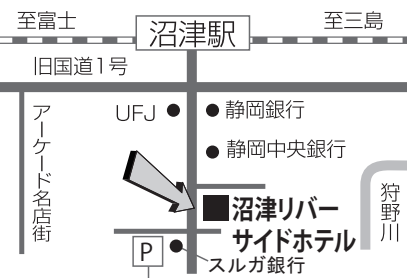 至富士
沼津駅
至三島
旧国道1号
UFJ
静岡銀行
静岡中央銀行
アーケード名店街
狩野川
沼津リバー
サイドホテル
P
スルガ銀行